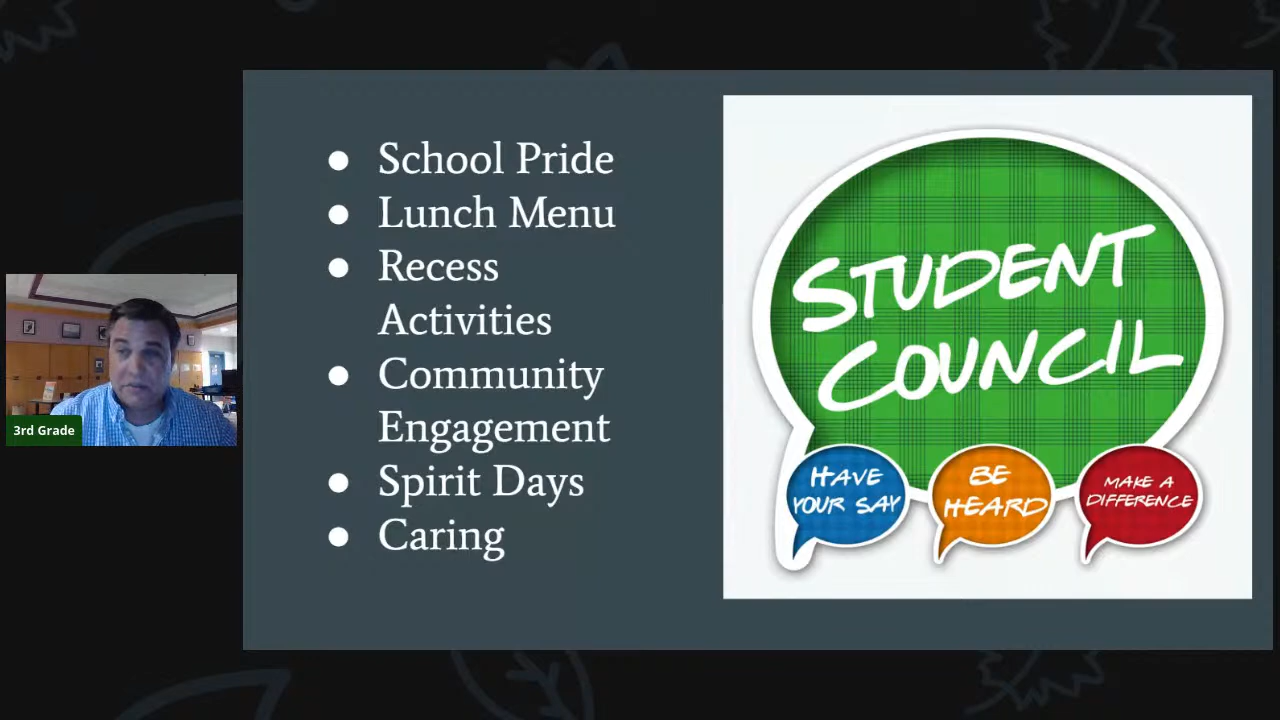 School Pride
Lunch Menu
Recess
Activities
Community
Engagement
Spirit Days
Caring
STUDENT
COUNCIL
HAVE
YOUR SAY
BE
HEARD
MAKE A
DIFFERENCE
3rd Grade